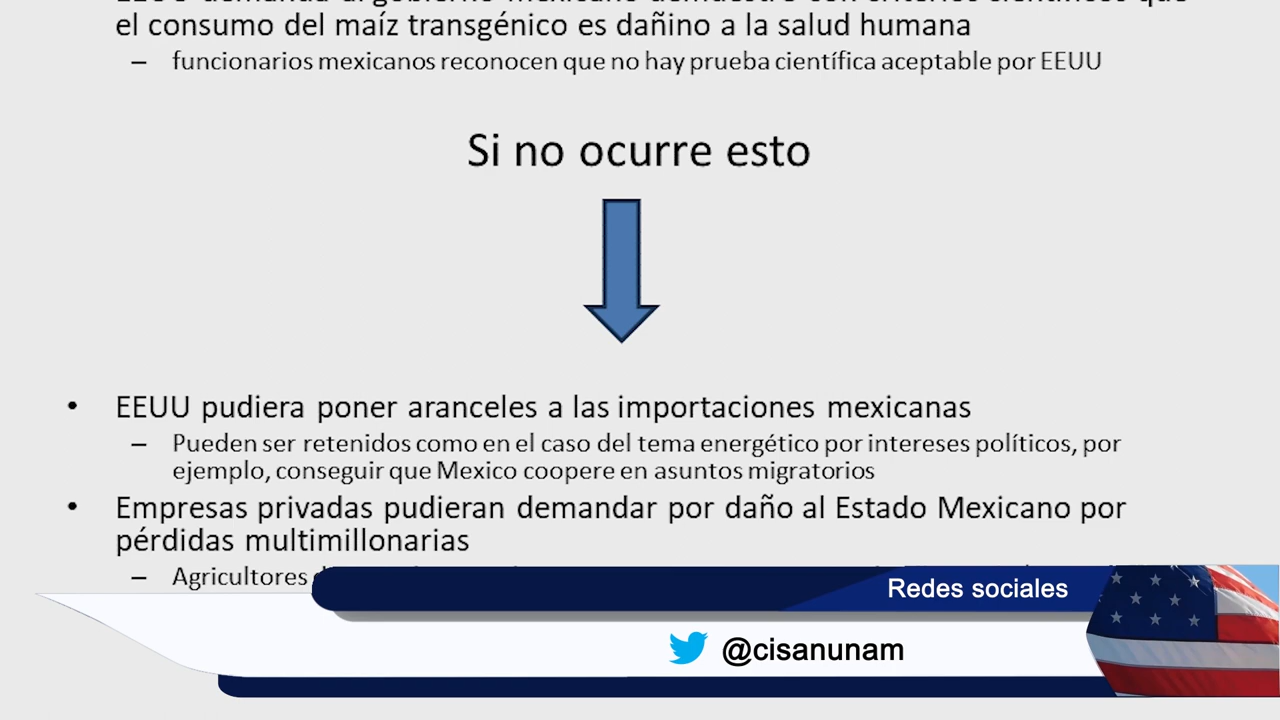 el consumo del maíz transgénico es dañino a la salud humana
– funcionarios mexicanos reconocen que no hay prueba científica aceptable por EEUU
Si no ocurre esto
• EEUU pudiera poner aranceles a las importaciones mexicanas
– Pueden ser retenidos como en el caso del tema energético por intereses políticos, por
ejemplo, conseguir que Mexico coopere en asuntos migratorios
• Empresas privadas pudieran demandar por daño al Estado Mexicano por
pérdidas multimillonarias
– Agricultores
Redes sociales
@cisanunam